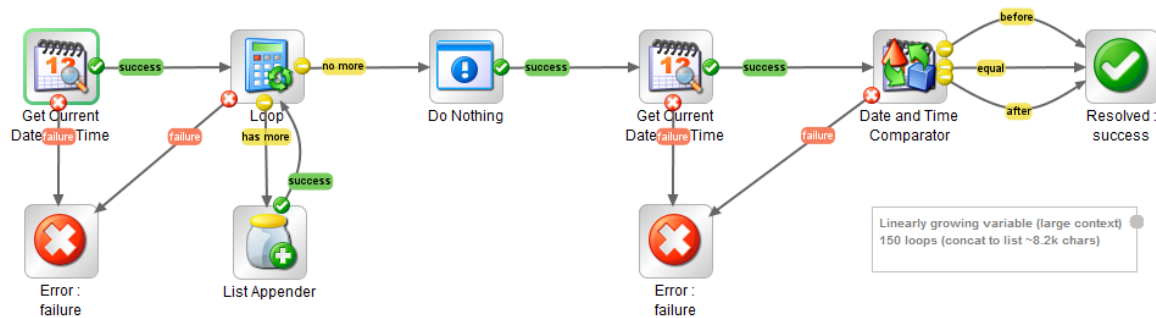 before
success
no more
success
success
equal
after
Get Current
Date and Time
failure
Loop
failure
has more
Do Nothing
Get Current
Date and Time
failure
failure
Date and Time
Comparator
Resolved :
success
success
Linearly growing variable (large context)
150 loops (concat to list ~8.2k chars)
Error :
failure
List Appender
Error :
failure